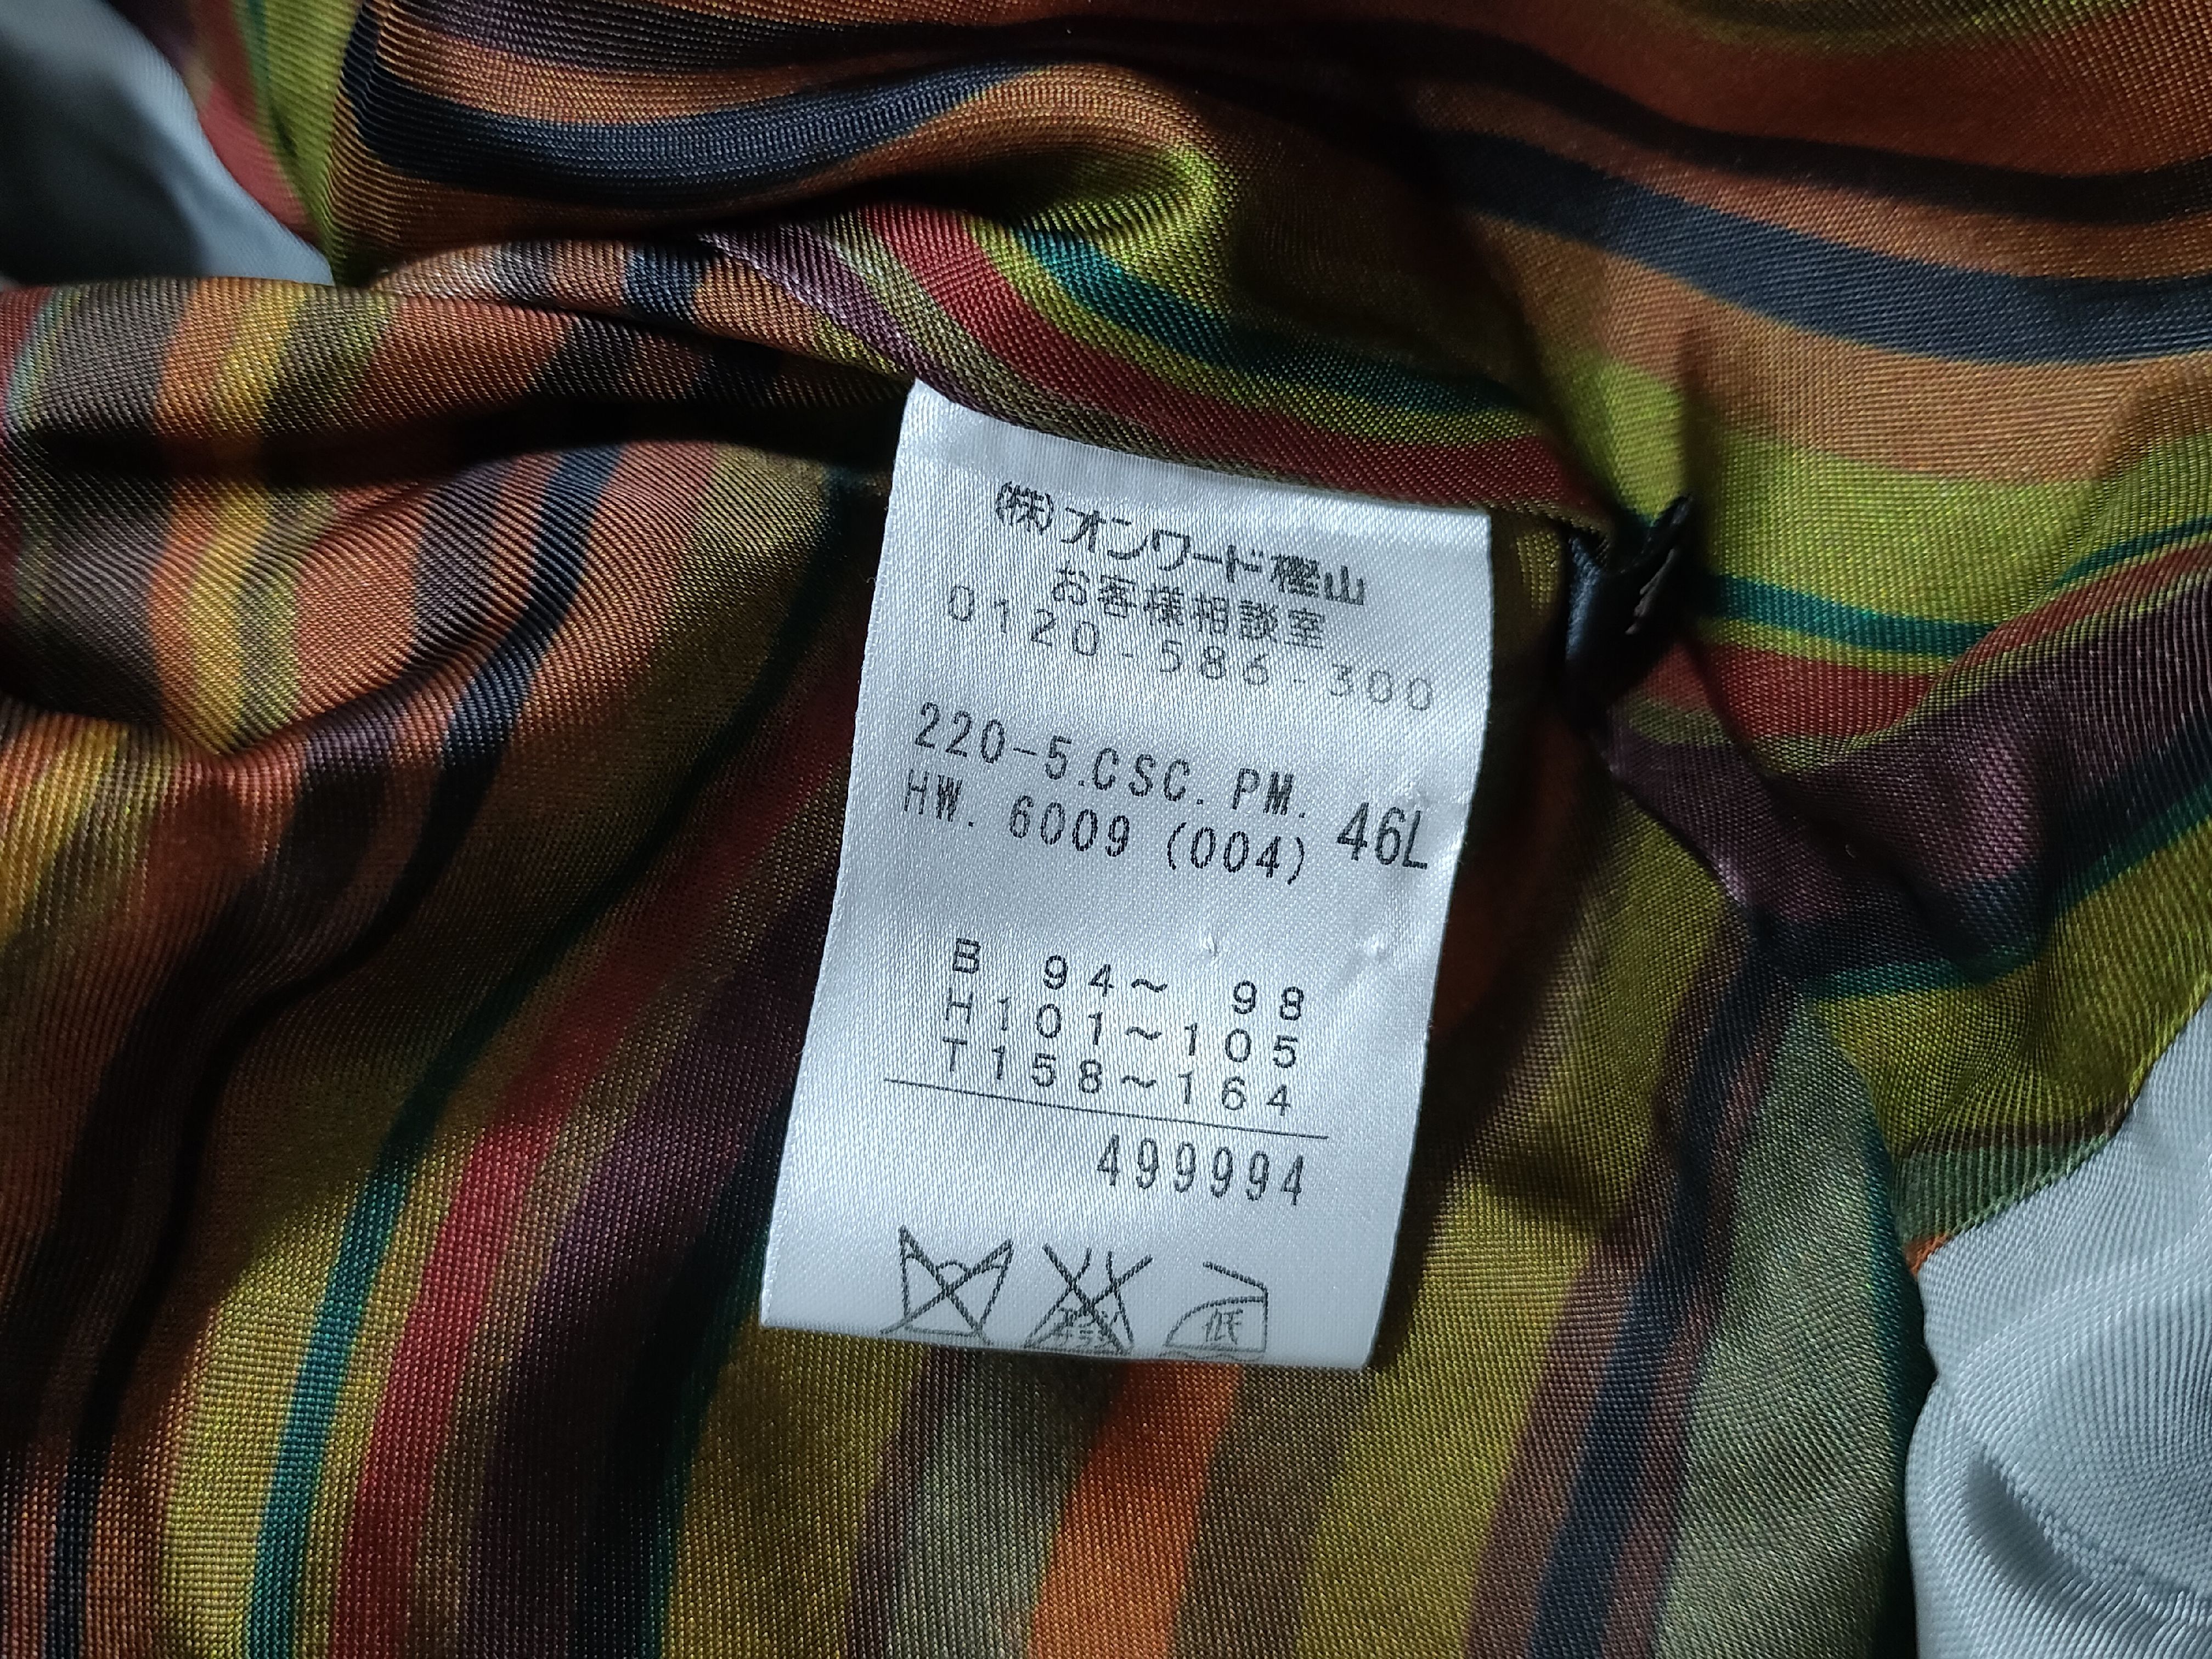 (株)オンワード樫山
お客様相談室
0120-586-300
220-5.CSC.PM. 46L
HW. 6009 (004)
B 94~ 98
H101~105
T158~164
499994
低